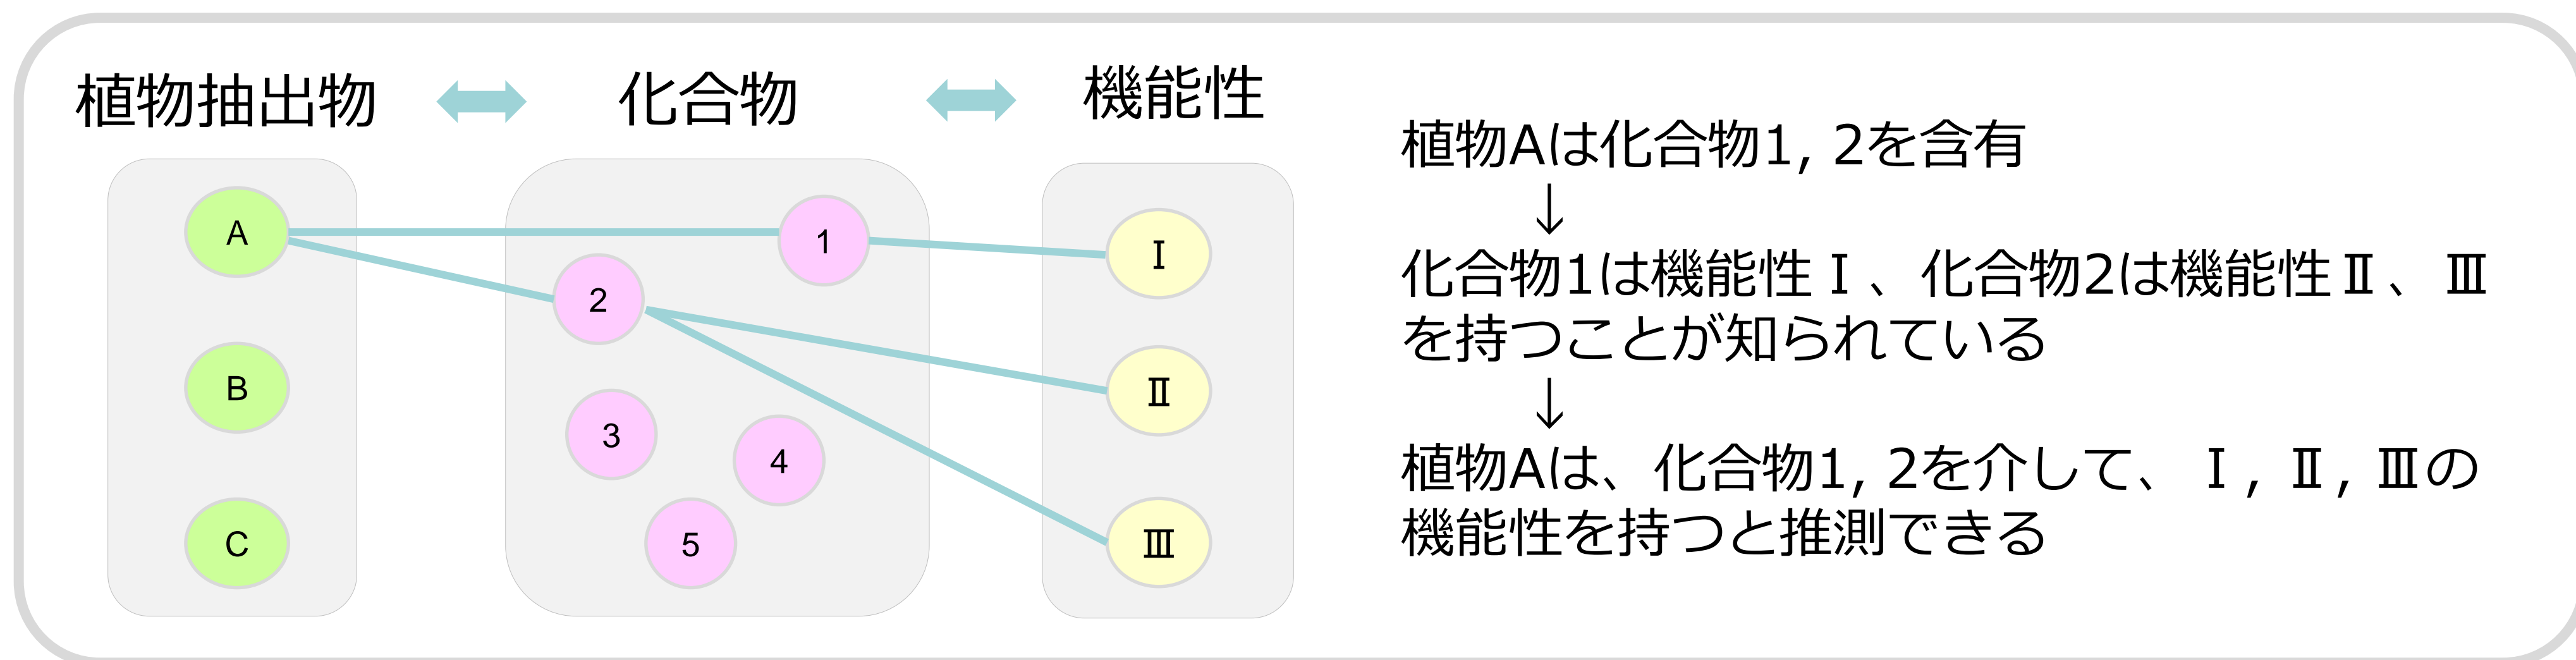 植物抽出物
化合物
機能性
A
B
C
1
2
3
4
5
Ⅰ
Ⅱ
Ⅲ
植物Aは化合物1, 2を含有
↓
化合物1は機能性Ⅰ、化合物2は機能性Ⅱ、Ⅲ
を持つことが知られている
↓
植物Aは、化合物1, 2を介して、Ⅰ, Ⅱ, Ⅲの
機能性を持つと推測できる